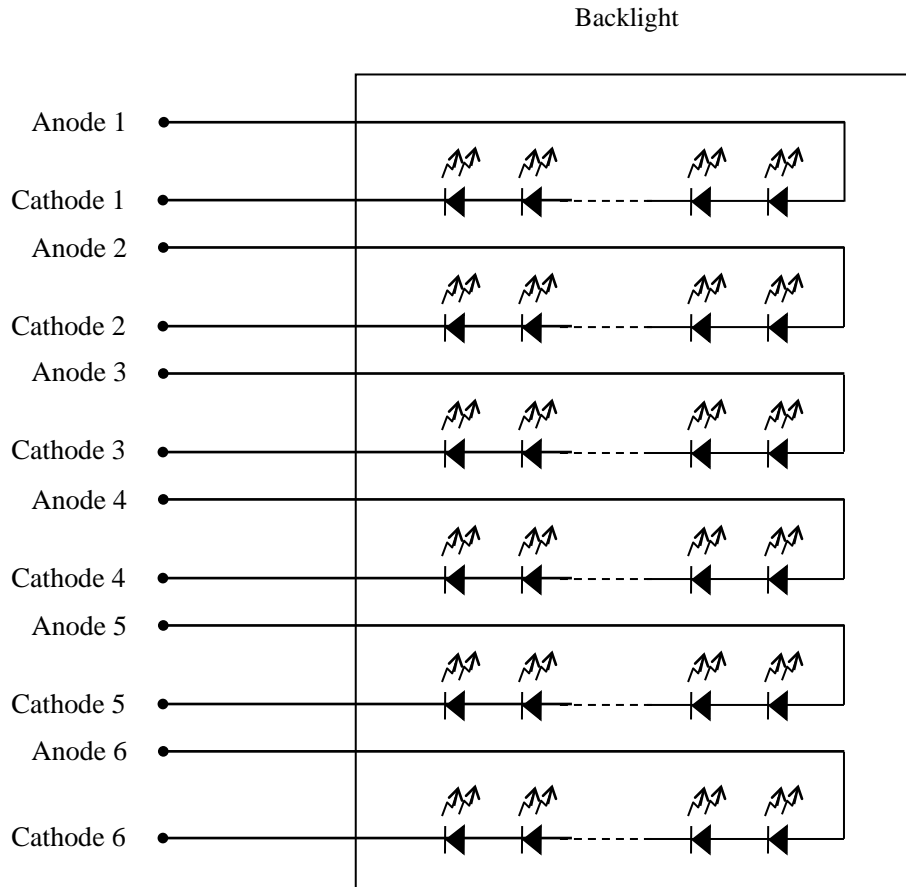 Backlight
Anode 1
Cathode 1
Anode 2
Cathode 2
Anode 3
Cathode 3
Anode 4
Cathode 4
Anode 5
Cathode 5
Anode 6
Cathode 6